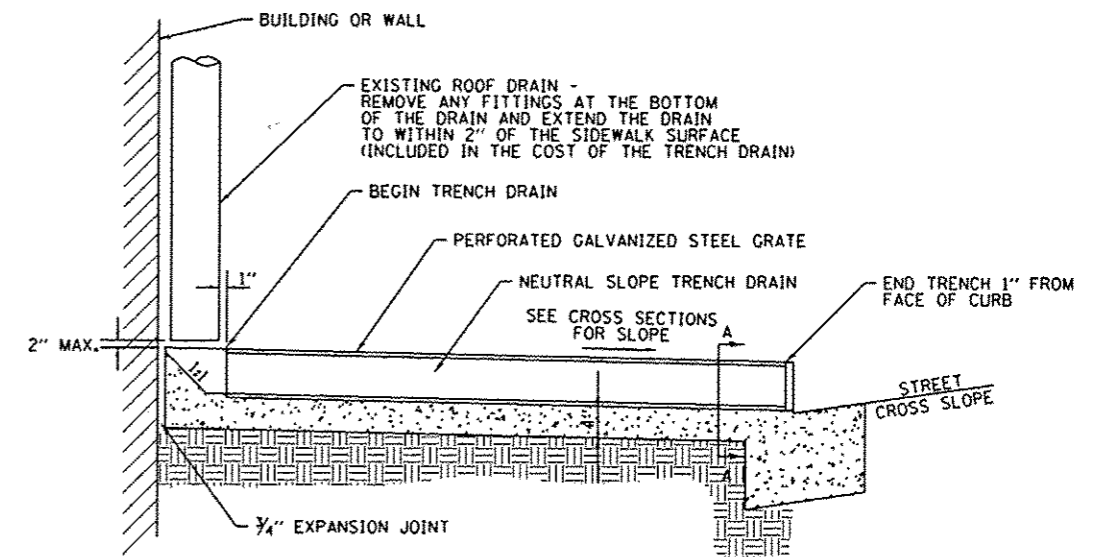 BUILDING OR WALL
EXISTING ROOF DRAIN -
REMOVE ANY FITTINGS AT THE BOTTOM
OF THE DRAIN AND EXTEND THE DRAIN
TO WITHIN 2" OF THE SIDEWALK SURFACE
(INCLUDED IN THE COST OF THE TRENCH DRAIN)
BEGIN TRENCH DRAIN
PERFORATED GALVANIZED STEEL GRATE
1"
NEUTRAL SLOPE TRENCH DRAIN
END TRENCH 1" FROM
FACE OF CURB
SEE CROSS SECTIONS
FOR SLOPE
A
2" MAX.
STREET
CROSS SLOPE
A
3/4" EXPANSION JOINT